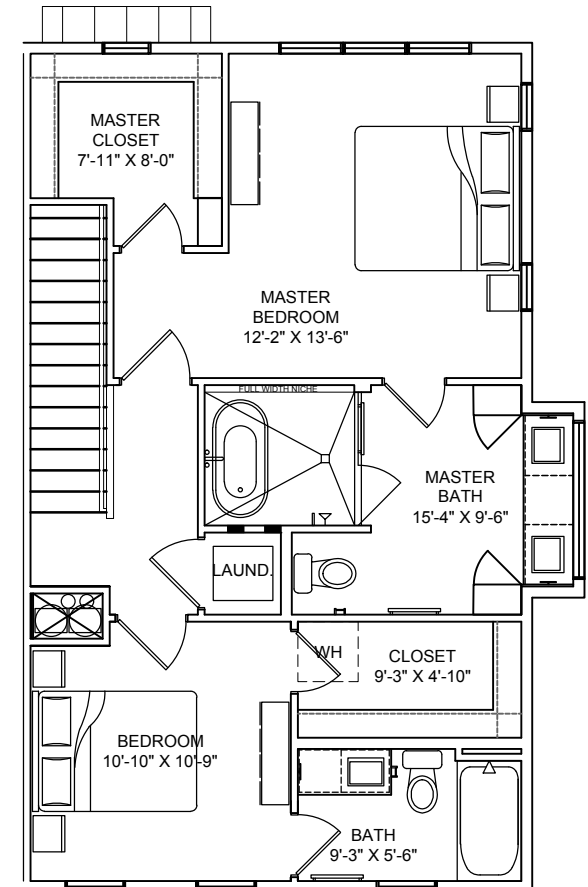 MASTER
CLOSET
7'-11" X 8'-0"
MASTER
BEDROOM
12'-2" X 13'-6"
FULL WIDTH NICHE
MASTER
BATH
15'-4" X 9'-6"
LAUND.
WH
CLOSET
9'-3" X 4'-10"
BEDROOM
10'-10" X 10'-9"
BATH
9'-3" X 5'-6"